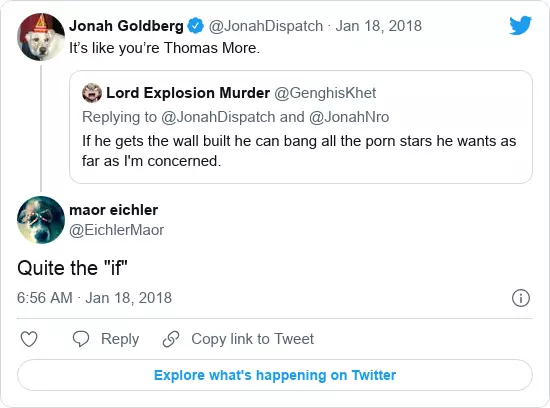 Jonah Goldberg @JonahDispatch · Jan 18, 2018
It's like you're Thomas More.
Lord Explosion Murder @GenghisKhet
Replying to @JonahDispatch and @JonahNro
If he gets the wall built he can bang all the porn stars he wants as
far as I'm concerned.
maor eichler
@EichlerMaor
Quite the "if"
6:56 AM · Jan 18, 2018
Reply
Copy link to Tweet
Explore what's happening on Twitter